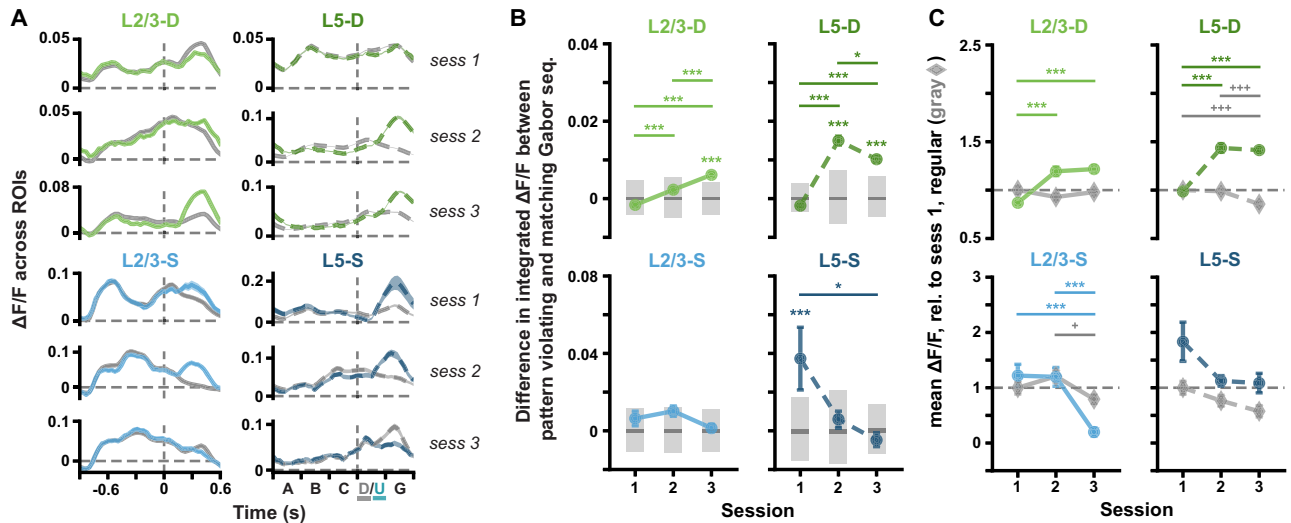 A
L2/3-D
L5-D
0.05
0
0.05
0
sess 1
0.05
0
0.1
0
sess 2
0.05
0
0.1
0
sess 3
ΔF/F across ROIs
L2/3-S
L5-S
0.1
0
0.2
0
sess 1
0.1
0
0.1
0
sess 2
0.1
0
0.1
0
sess 3
-0.6 0 0.6
A B C D/U G
Time (s)
B
L2/3-D
L5-D
Difference in integrated ΔF/F between
pattern violating and matching Gabor seq.
0.04
0.02
0
***
***
***
***
*
***
***
***
***
L2/3-S
L5-S
0.08
0.04
0
*
***
1 2 3
1 2 3
Session
C
L2/3-D
L5-D
mean ΔF/F, rel. to sess 1, regular (gray ◆)
2.5
1.5
0.5
***
***
***
***
+++
+++
L2/3-S
L5-S
3
2
1
0
***
***
+
1 2 3
1 2 3
Session